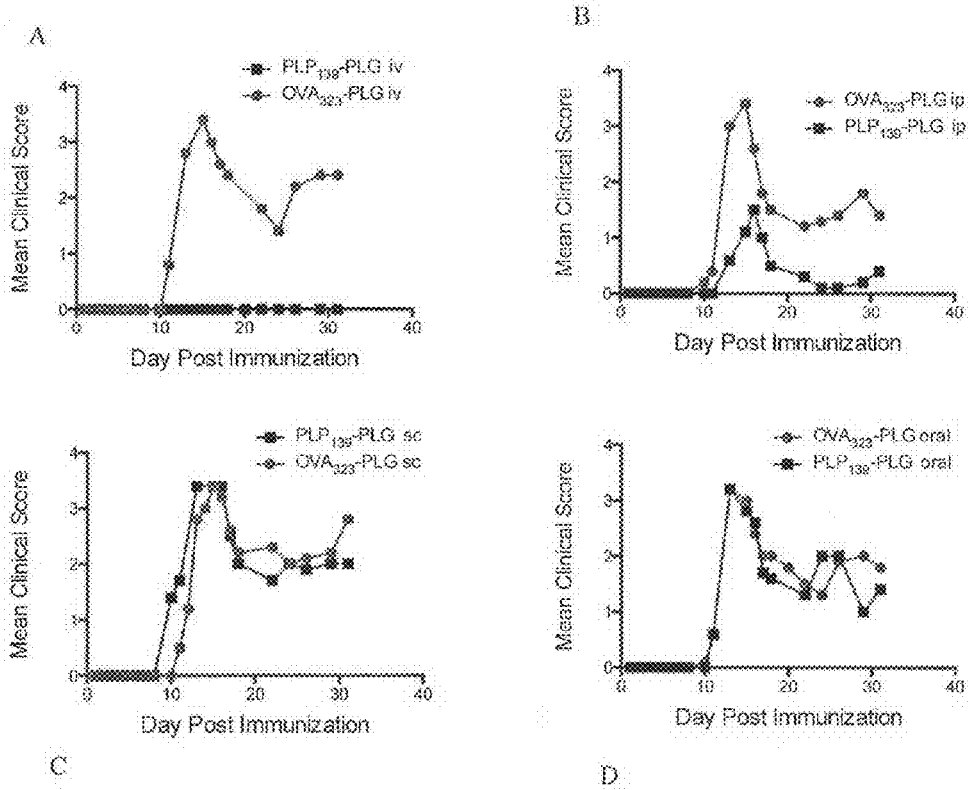 A
PLP₁₃₉-PLG iv
OVA₃₂₃-PLG iv
Mean Clinical Score
4
3
2
1
0
0 10 20 30 40
Day Post Immunization
B
OVA₃₂₃-PLG ip
PLP₁₃₉-PLG ip
Mean Clinical Score
4
3
2
1
0
0 10 20 30 40
Day Post Immunization
PLP₁₃₉-PLG sc
OVA₃₂₃-PLG sc
Mean Clinical Score
4
3
2
1
0
0 10 20 30 40
Day Post Immunization
C
OVA₃₂₃-PLG oral
PLP₁₃₉-PLG oral
Mean Clinical Score
4
3
2
1
0
0 10 20 30 40
Day Post Immunization
D